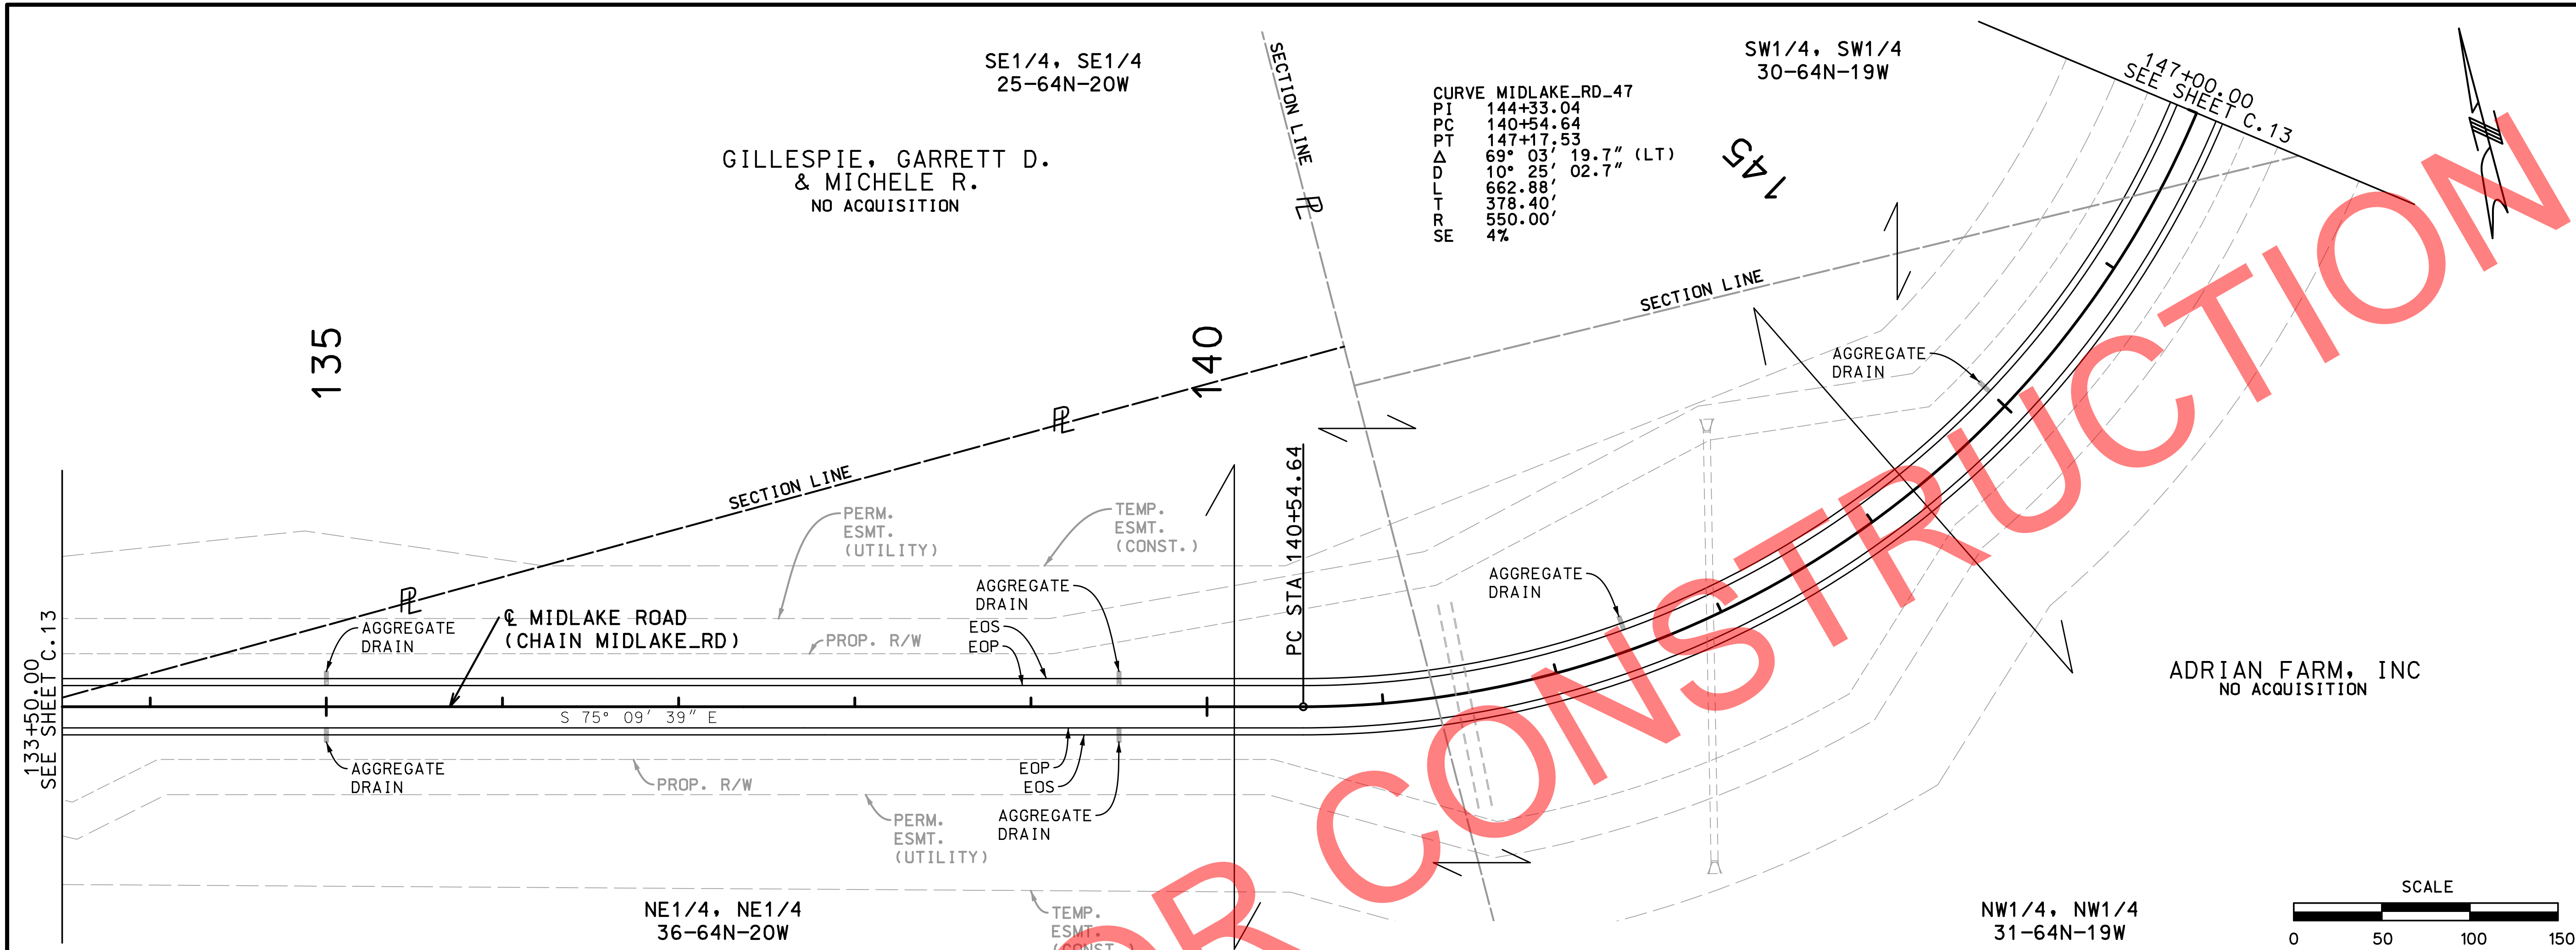 SE1/4, SE1/4
25-64N-20W
SECTION LINE
PL
SW1/4, SW1/4
30-64N-19W
147+00.00
SEE SHEET C.13
GILLESPIE, GARRETT D.
& MICHELE R.
NO ACQUISITION
CURVE MIDLAKE_RD_47
PI 144+33.04
PC 140+54.64
PT 147+17.53
Δ 69° 03' 19.7" (LT)
D 10° 25' 02.7"
L 662.88'
T 378.40'
R 550.00'
SE 4%
145
SECTION LINE
135
140
AGGREGATE
DRAIN
PL
SECTION LINE
PC STA 140+54.64
PERM.
ESMT.
(UTILITY)
TEMP.
ESMT.
(CONST.)
AGGREGATE
DRAIN
AGGREGATE
DRAIN
PL
133+50.00
SEE SHEET C.13
AGGREGATE
DRAIN
℄ MIDLAKE ROAD
(CHAIN MIDLAKE_RD)
PROP. R/W
EOS
EOP
S 75° 09' 39" E
ADRIAN FARM, INC
NO ACQUISITION
AGGREGATE
DRAIN
PROP. R/W
EOP
EOS
PERM.
ESMT.
(UTILITY)
AGGREGATE
DRAIN
NE1/4, NE1/4
36-64N-20W
TEMP.
ESMT.
(CONST.)
NW1/4, NW1/4
31-64N-19W
SCALE
0 50 100 150
OR CONSTRUCTION